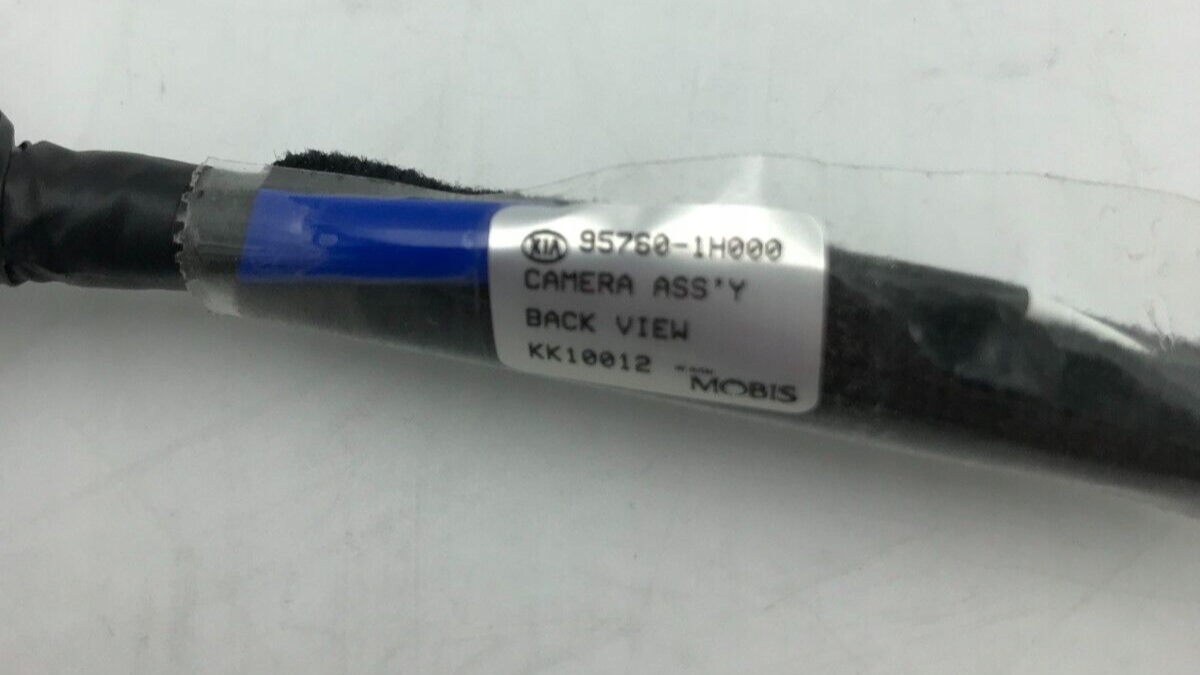 KIA 95760-1H000
CAMERA ASS'Y
BACK VIEW
KK10012
MOBIS